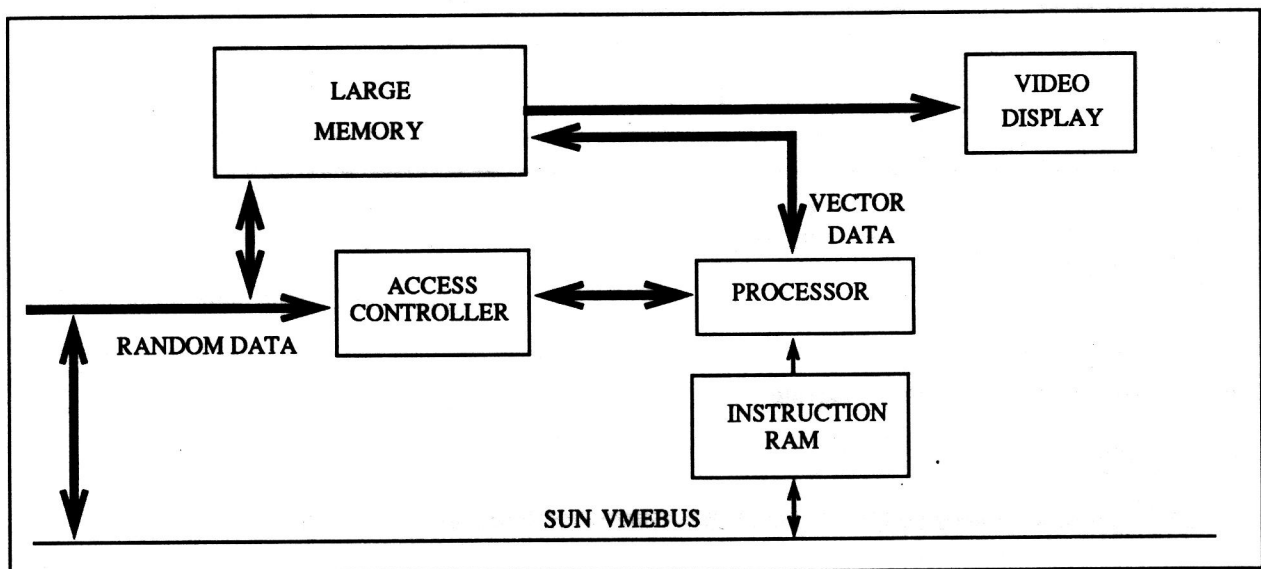 LARGE
MEMORY
VIDEO
DISPLAY
VECTOR
DATA
ACCESS
CONTROLLER
PROCESSOR
RANDOM DATA
INSTRUCTION
RAM
SUN VMEBUS